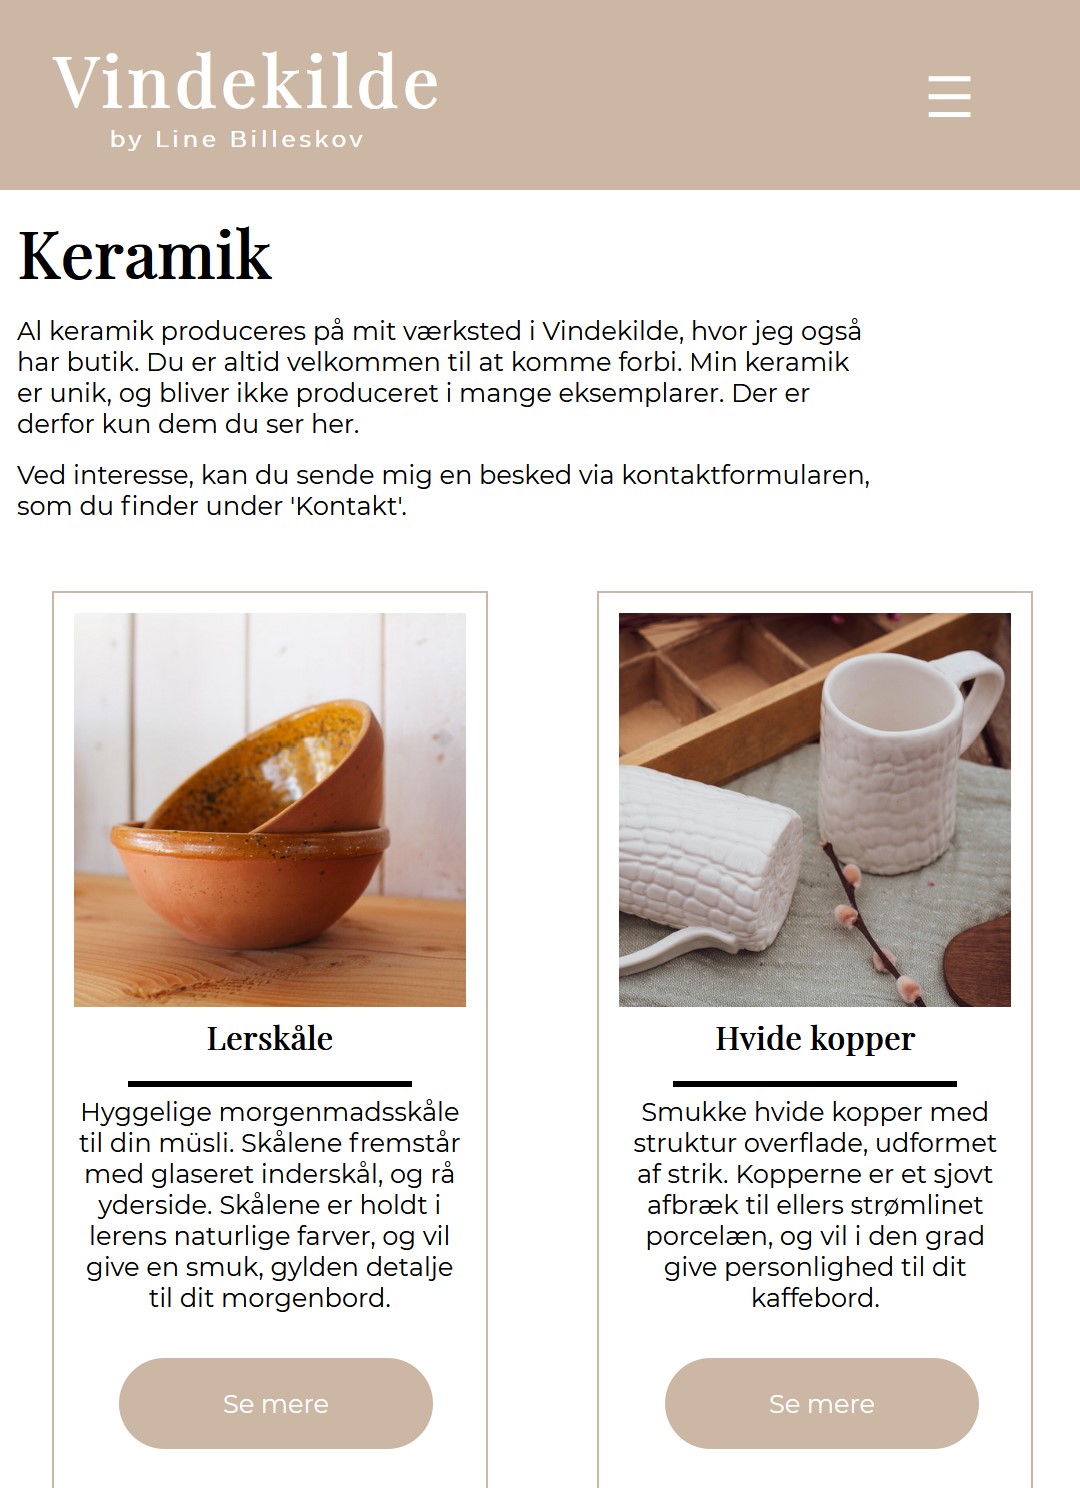 Vindekilde
by Line Billeskov
Keramik
Al keramik produceres på mit værksted i Vindekilde, hvor jeg også
har butik. Du er altid velkommen til at komme forbi. Min keramik
er unik, og bliver ikke produceret i mange eksemplarer. Der er
derfor kun dem du ser her.
Ved interesse, kan du sende mig en besked via kontaktformularen,
som du finder under 'Kontakt'.
Lerskåle
Hyggelige morgenmadsskåle
til din müsli. Skålene fremstår
med glaseret inderskål, og rå
yderside. Skålene er holdt i
lerens naturlige farver, og vil
give en smuk, gylden detalje
til dit morgenbord.
Se mere
Hvide kopper
Smukke hvide kopper med
struktur overflade, udformet
af strik. Kopperne er et sjovt
afbræk til ellers strømlinet
porcelæn, og vil i den grad
give personlighed til dit
kaffebord.
Se mere